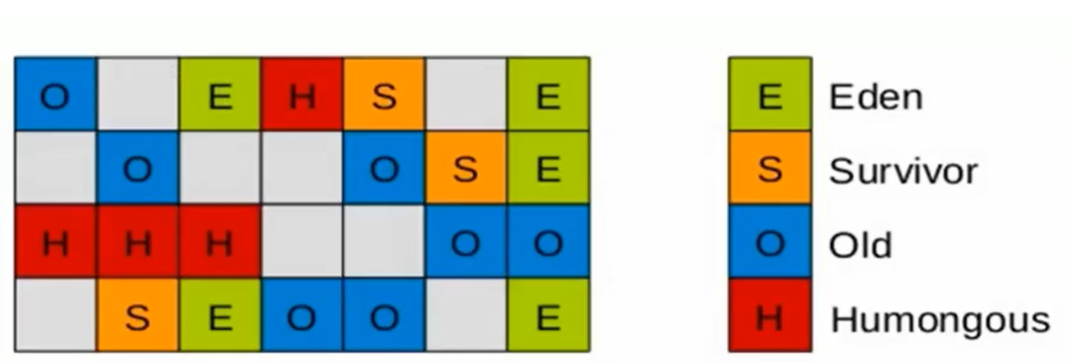 O E H S E E Eden
O O S E S Survivor
H H H O O O Old
S E O O E H Humongous